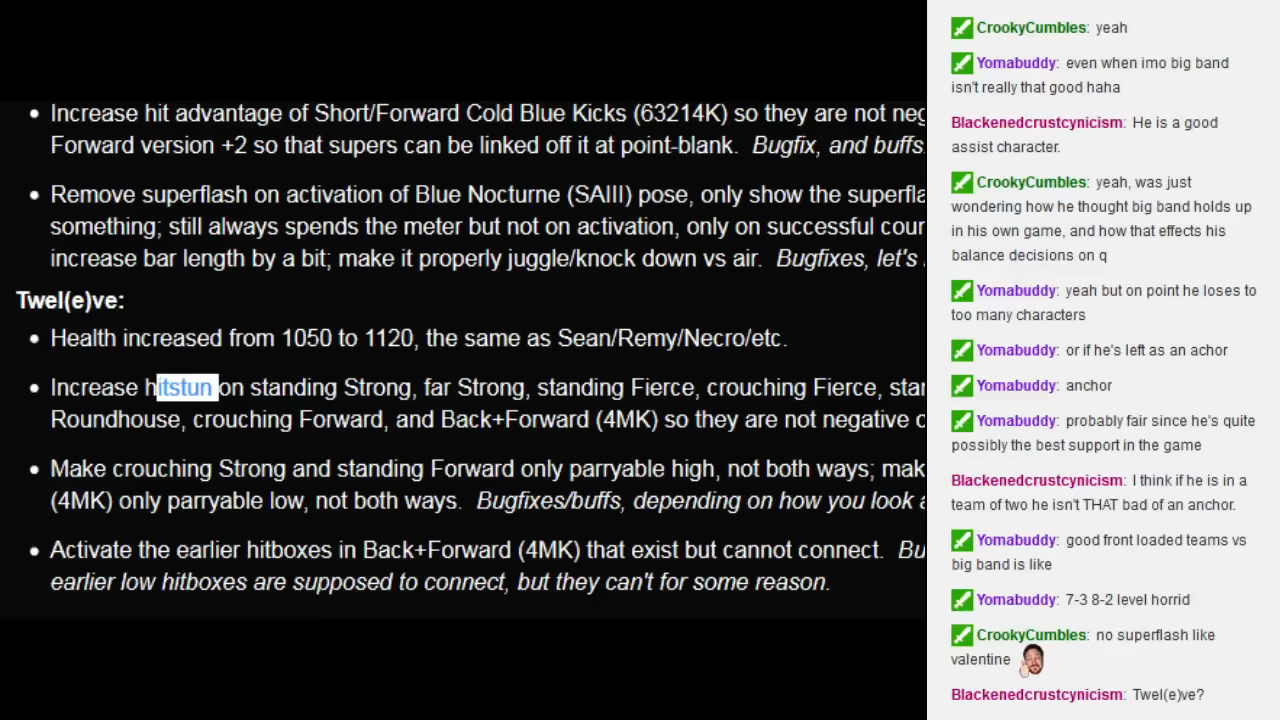 Increase hit advantage of Short/Forward Cold Blue Kicks (63214K) so they are not neg
Forward version +2 so that supers can be linked off it at point-blank. Bugfix, and buffs.
Remove superflash on activation of Blue Nocturne (SAIII) pose, only show the superfla
something; still always spends the meter but not on activation, only on successful cour
increase bar length by a bit; make it properly juggle/knock down vs air. Bugfixes, let's
Twel(e)ve:
Health increased from 1050 to 1120, the same as Sean/Remy/Necro/etc.
Increase hitstun on standing Strong, far Strong, standing Fierce, crouching Fierce, star
Roundhouse, crouching Forward, and Back+Forward (4MK) so they are not negative o
Make crouching Strong and standing Forward only parryable high, not both ways; mak
(4MK) only parryable low, not both ways. Bugfixes/buffs, depending on how you look a
Activate the earlier hitboxes in Back+Forward (4MK) that exist but cannot connect. Bu
earlier low hitboxes are supposed to connect, but they can't for some reason.
CrookyCumbles: yeah
Yomabuddy: even when imo big band
isn't really that good haha
Blackenedcrustcynicism: He is a good
assist character.
CrookyCumbles: yeah, was just
wondering how he thought big band holds up
in his own game, and how that effects his
balance decisions on q
Yomabuddy: yeah but on point he loses to
too many characters
Yomabuddy: or if he's left as an achor
Yomabuddy: anchor
Yomabuddy: probably fair since he's quite
possibly the best support in the game
Blackenedcrustcynicism: I think if he is in a
team of two he isn't THAT bad of an anchor.
Yomabuddy: good front loaded teams vs
big band is like
Yomabuddy: 7-3 8-2 level horrid
CrookyCumbles: no superflash like
valentine
Blackenedcrustcynicism: Twel(e)ve?